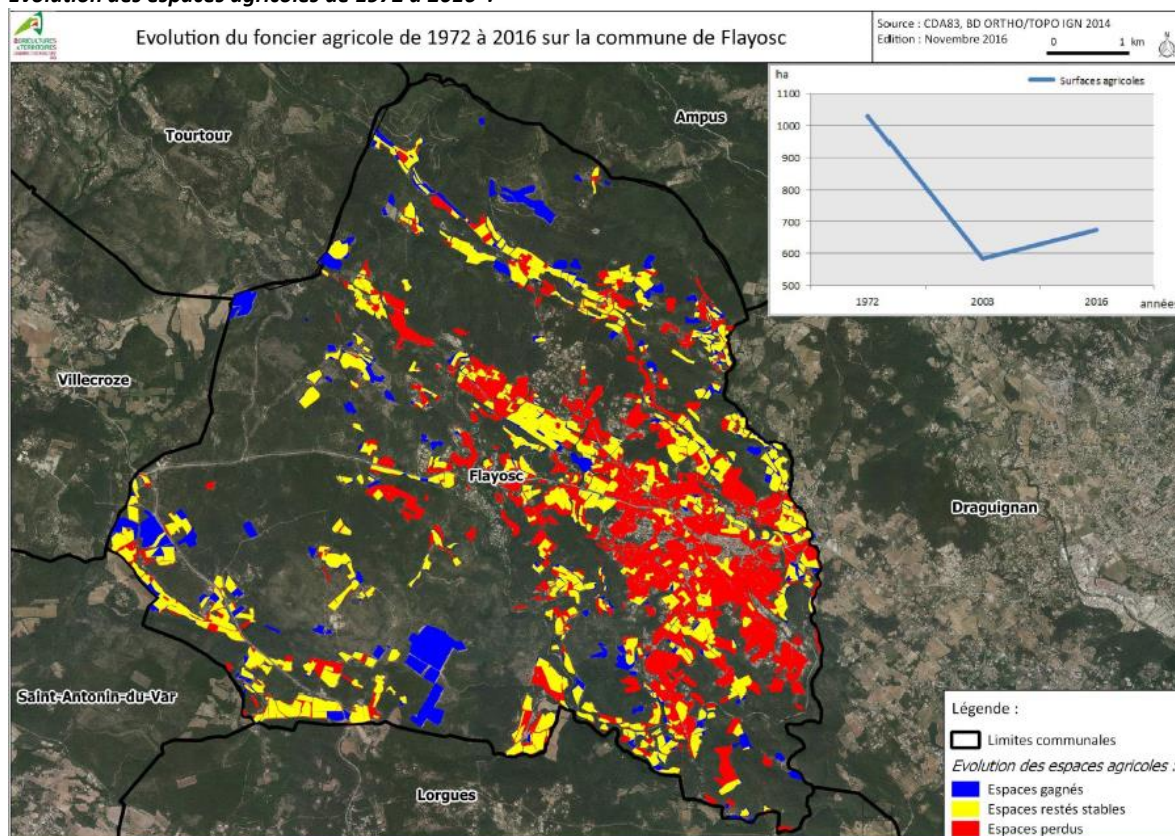 Evolution des espaces agricoles de 1972 à 2016 :
AGRICULTURES
& TERRITOIRES
Evolution du foncier agricole de 1972 à 2016 sur la commune de Flayosc
Source : CDA83, BD ORTHO/TOPO IGN 2014
Edition : Novembre 2016
0 1 km
N
ha
Surfaces agricoles
1100
1000
900
800
700
600
500
1972 2003 2016 années
Tourtour
Ampus
Villecroze
Flayosc
Draguignan
Saint-Antonin-du-Var
Lorgues
Légende :
Limites communales
Evolution des espaces agricoles :
Espaces gagnés
Espaces restés stables
Espaces perdus